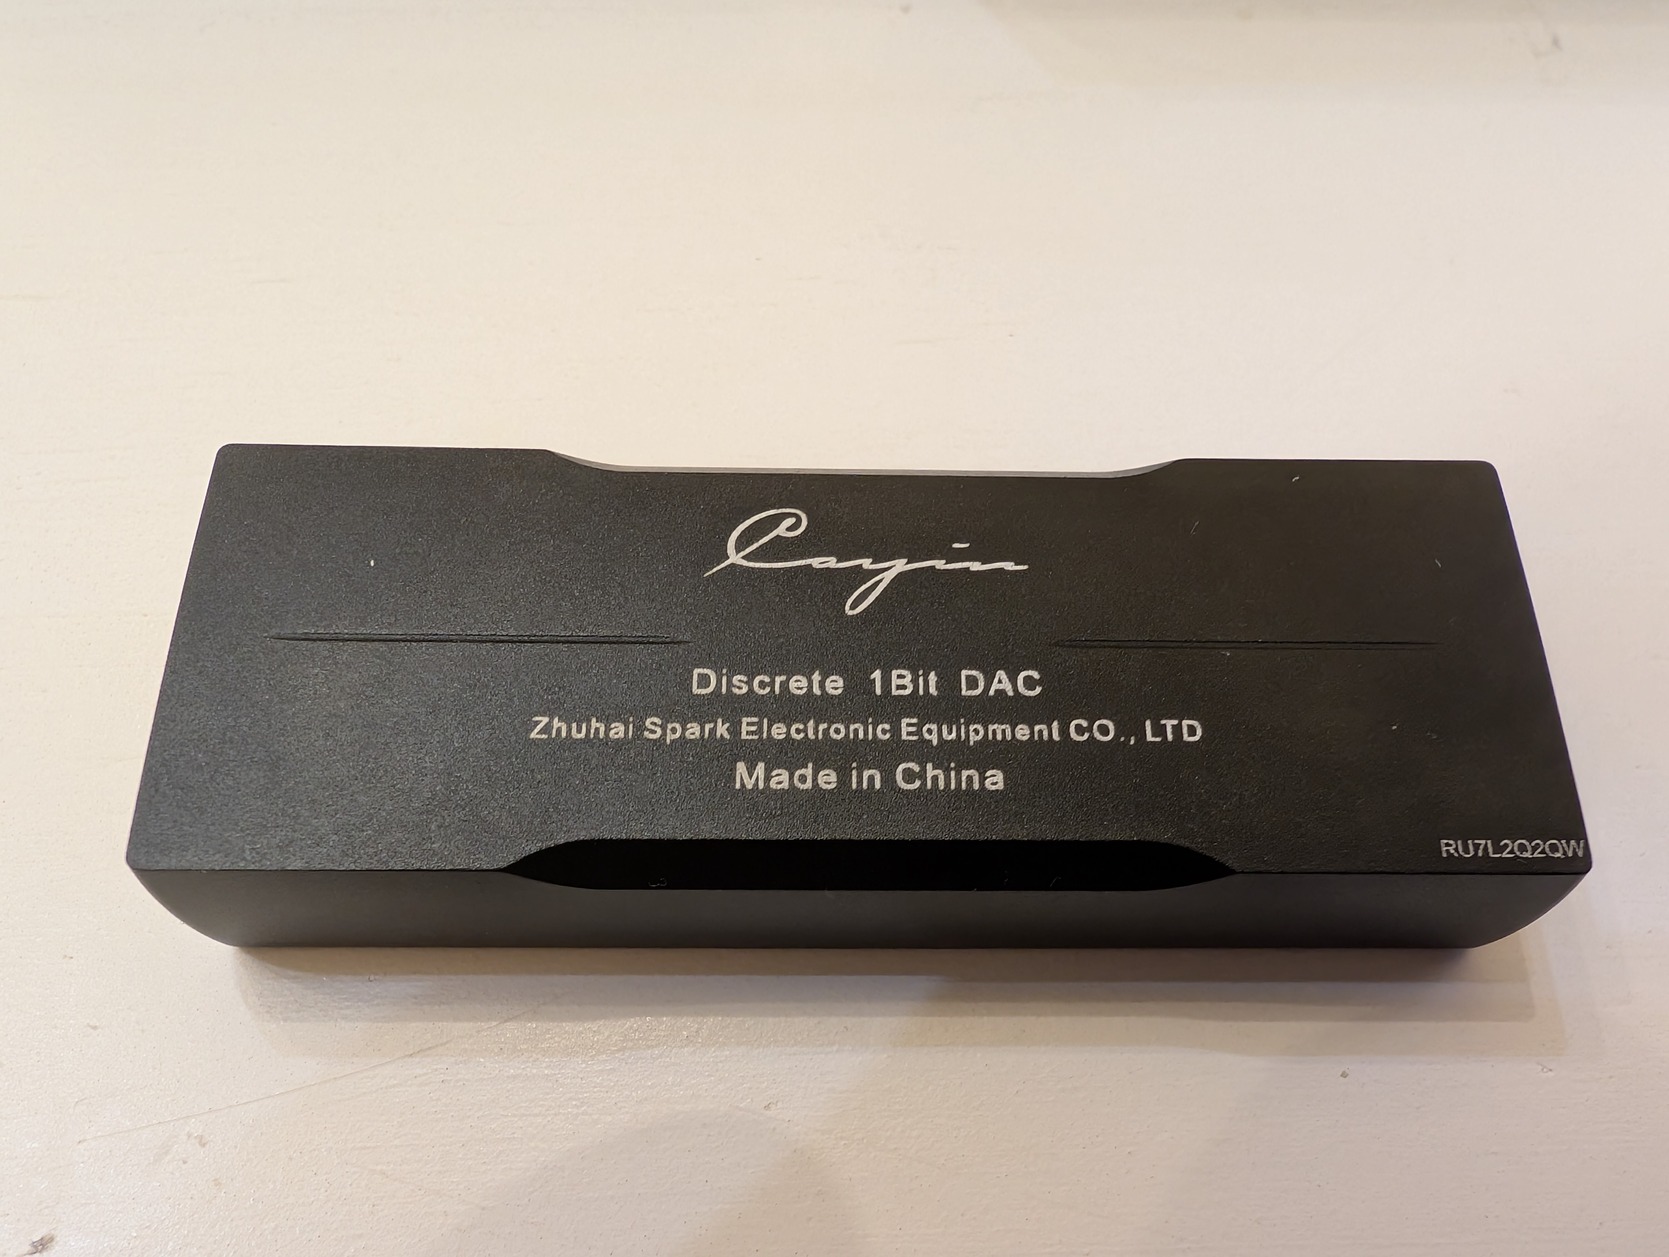 Cayin
Discrete 1Bit DAC
Zhuhai Spark Electronic Equipment CO., LTD
Made in China
RU7L2Q2QW